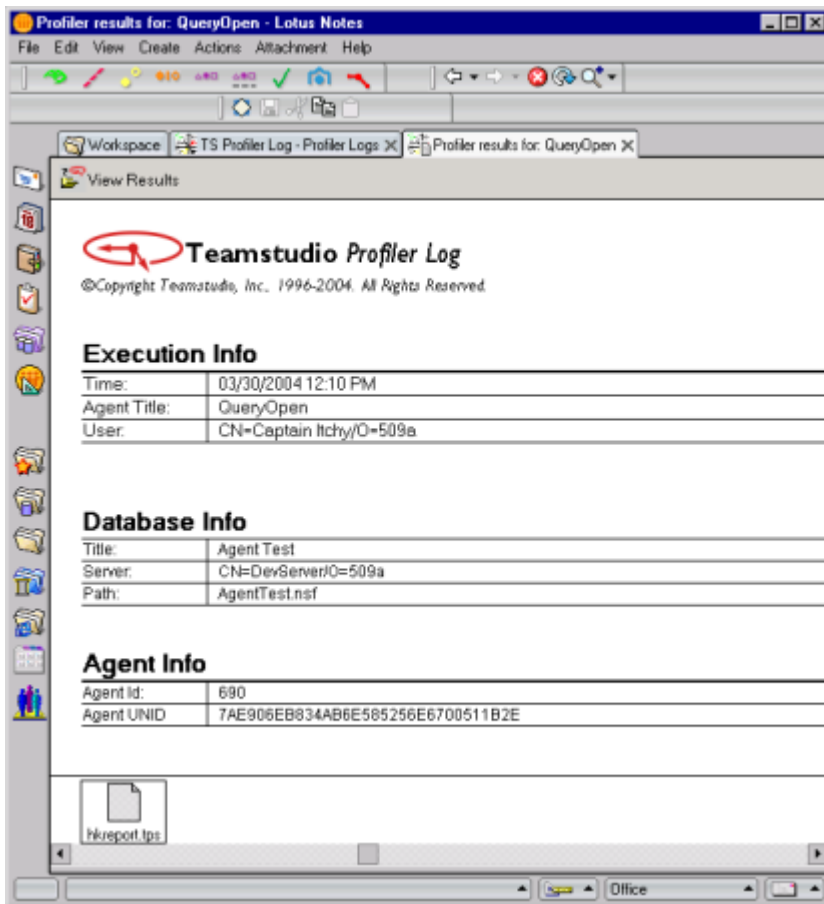 Profiler results for: QueryOpen - Lotus Notes
File Edit View Create Actions Attachment Help
Workspace TS Profiler Log - Profiler Logs Profiler results for: QueryOpen
View Results
Teamstudio Profiler Log
©Copyright Teamstudio, Inc., 1996-2004. All Rights Reserved.
Execution Info
Time: 03/30/2004 12:10 PM
Agent Title: QueryOpen
User: CN=Captain Itchy/O=509a
Database Info
Title: Agent Test
Server: CN=DevServer/O=509a
Path: AgentTest.nsf
Agent Info
Agent Id: 690
Agent UNID 7AE906EB834AB6E585256E6700511B2E
hkreport.tps
Office